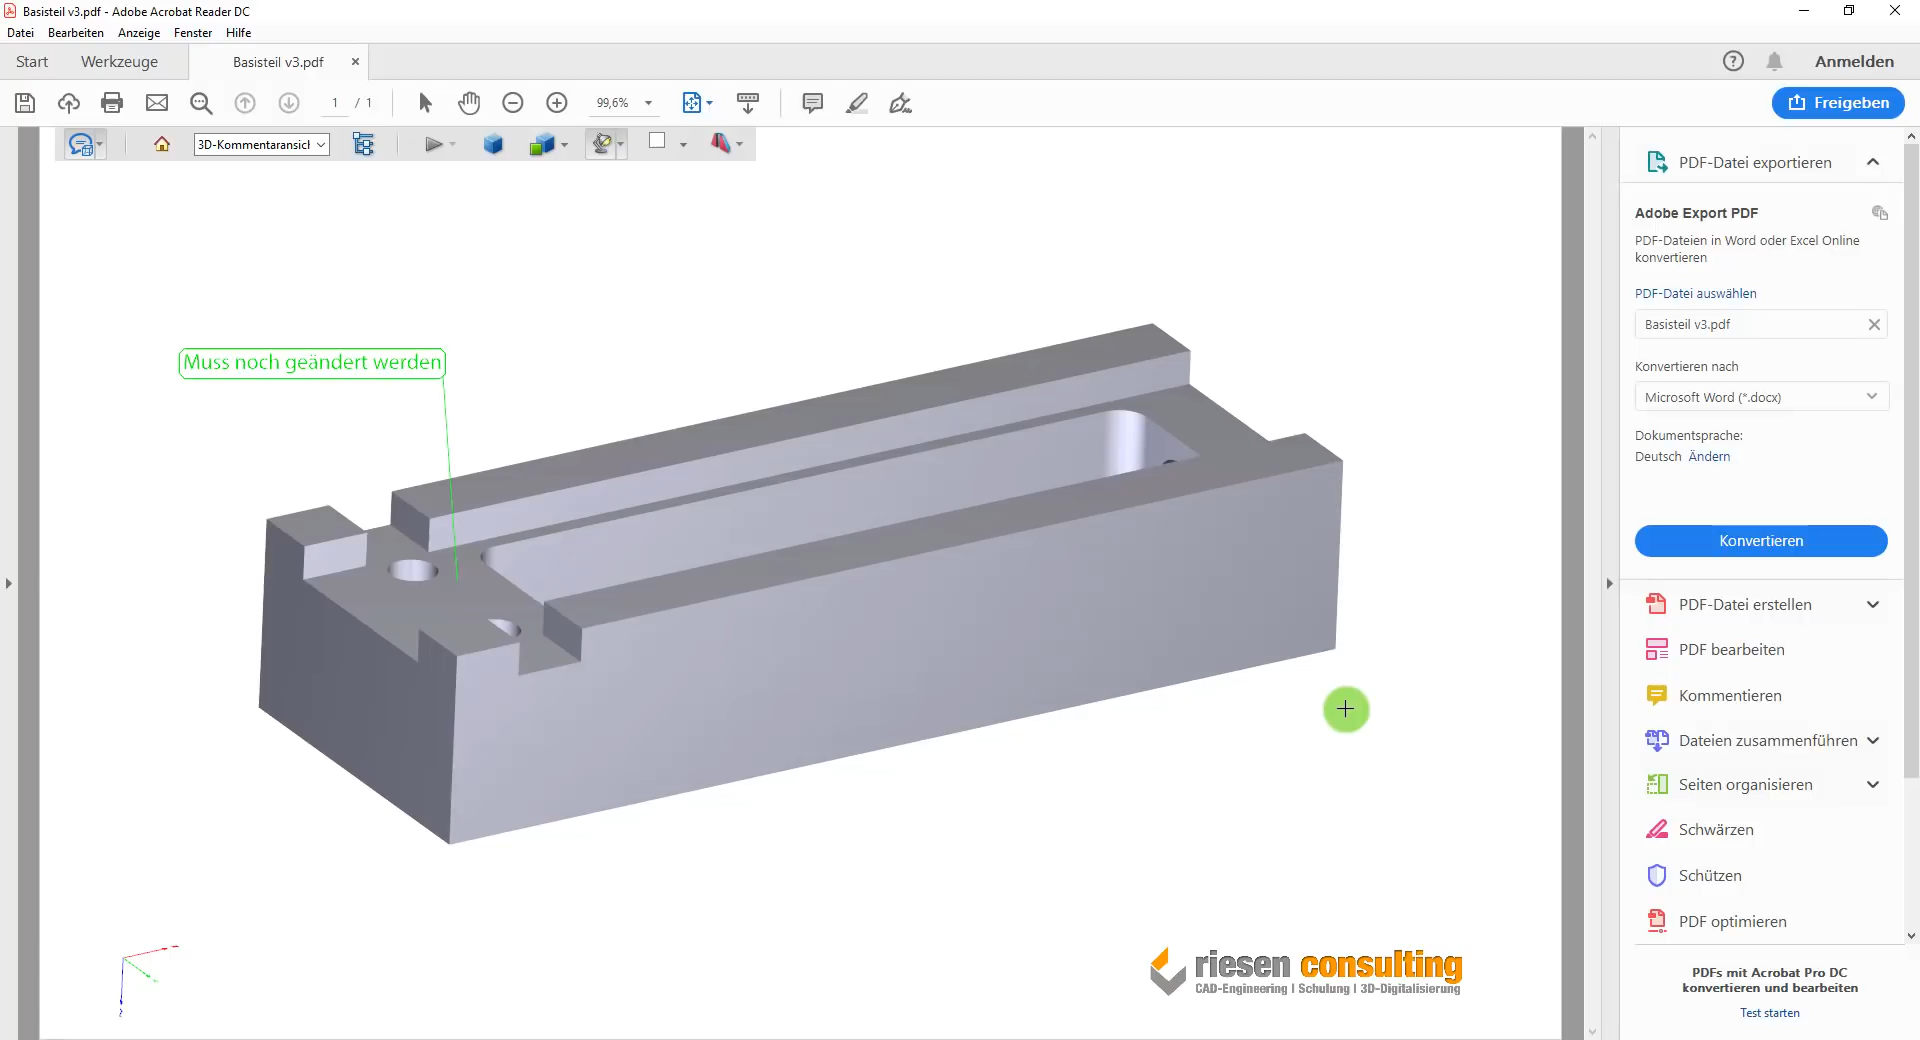 Basisteil v3.pdf - Adobe Acrobat Reader DC
Datei Bearbeiten Anzeige Fenster Hilfe
Start Werkzeuge Basisteil v3.pdf × Anmelden
1 / 1 99,6% Freigeben
3D-Kommentaransicl
PDF-Datei exportieren
Adobe Export PDF
PDF-Dateien in Word oder Excel Online
konvertieren
PDF-Datei auswählen
Basisteil v3.pdf
Konvertieren nach
Microsoft Word (*.docx)
Dokumentsprache:
Deutsch Ändern
Konvertieren
PDF-Datei erstellen
PDF bearbeiten
Kommentieren
Dateien zusammenführen
Seiten organisieren
Schwärzen
Schützen
PDF optimieren
PDFs mit Acrobat Pro DC
konvertieren und bearbeiten
Test starten
Muss noch geändert werden
riesen consulting
CAD-Engineering | Schulung | 3D-Digitalisierung